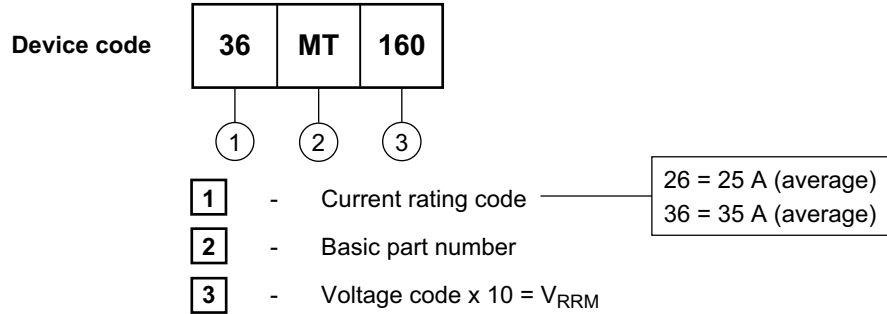 Device code 36 MT 160
1 2 3
1 - Current rating code
26 = 25 A (average)
36 = 35 A (average)
2 - Basic part number
3 - Voltage code x 10 = VRRM